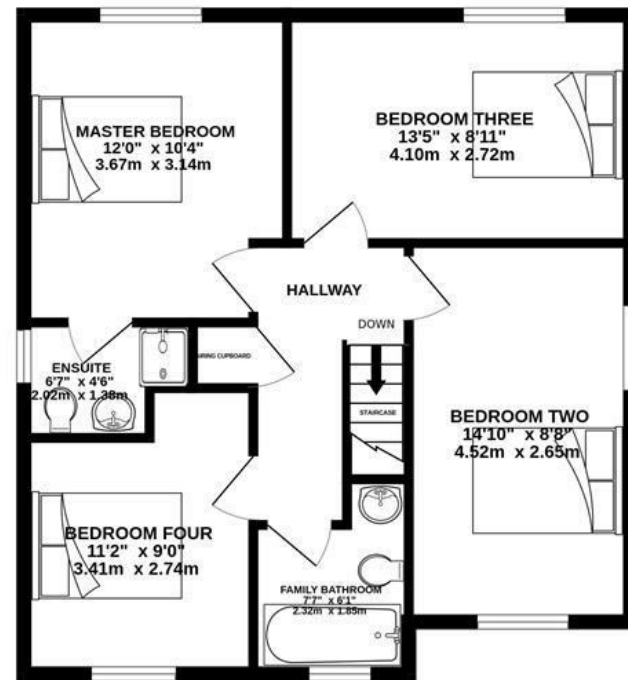 MASTER BEDROOM
12'0" x 10'4"
3.67m x 3.14m
BEDROOM THREE
13'5" x 8'11"
4.10m x 2.72m
HALLWAY
DOWN
STAIRCASE
AIRING CUPBOARD
ENSUITE
6'7" x 4'6"
2.02m x 1.38m
BEDROOM TWO
14'10" x 8'8"
4.52m x 2.65m
BEDROOM FOUR
11'2" x 9'0"
3.41m x 2.74m
FAMILY BATHROOM
7'7" x 6'1"
2.32m x 1.85m